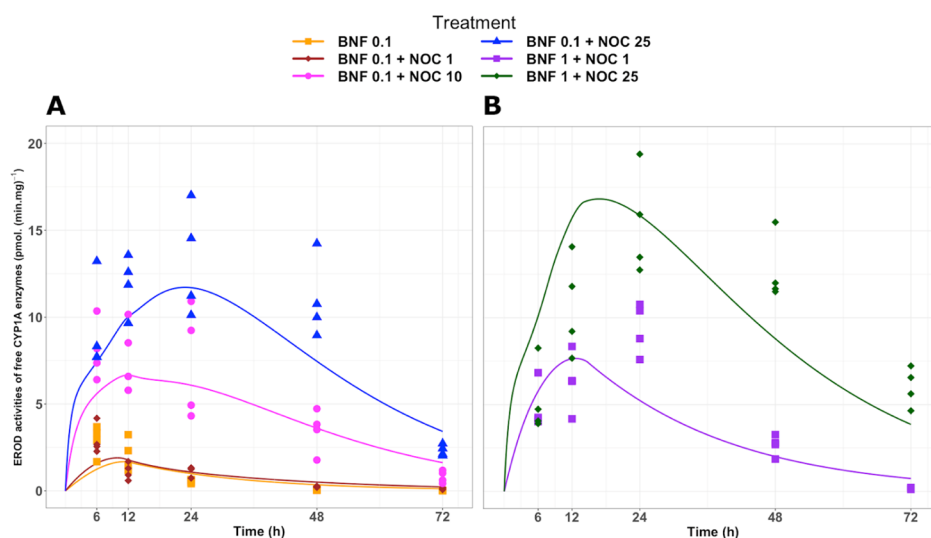 Treatment
BNF 0.1
BNF 0.1 + NOC 25
BNF 0.1 + NOC 1
BNF 1 + NOC 1
BNF 0.1 + NOC 10
BNF 1 + NOC 25
A
B
EROD activities of free CYP1A enzymes (pmol. (min.mg)⁻¹)
20
15
10
5
0
6 12 24 48 72
6 12 24 48 72
Time (h)
Time (h)